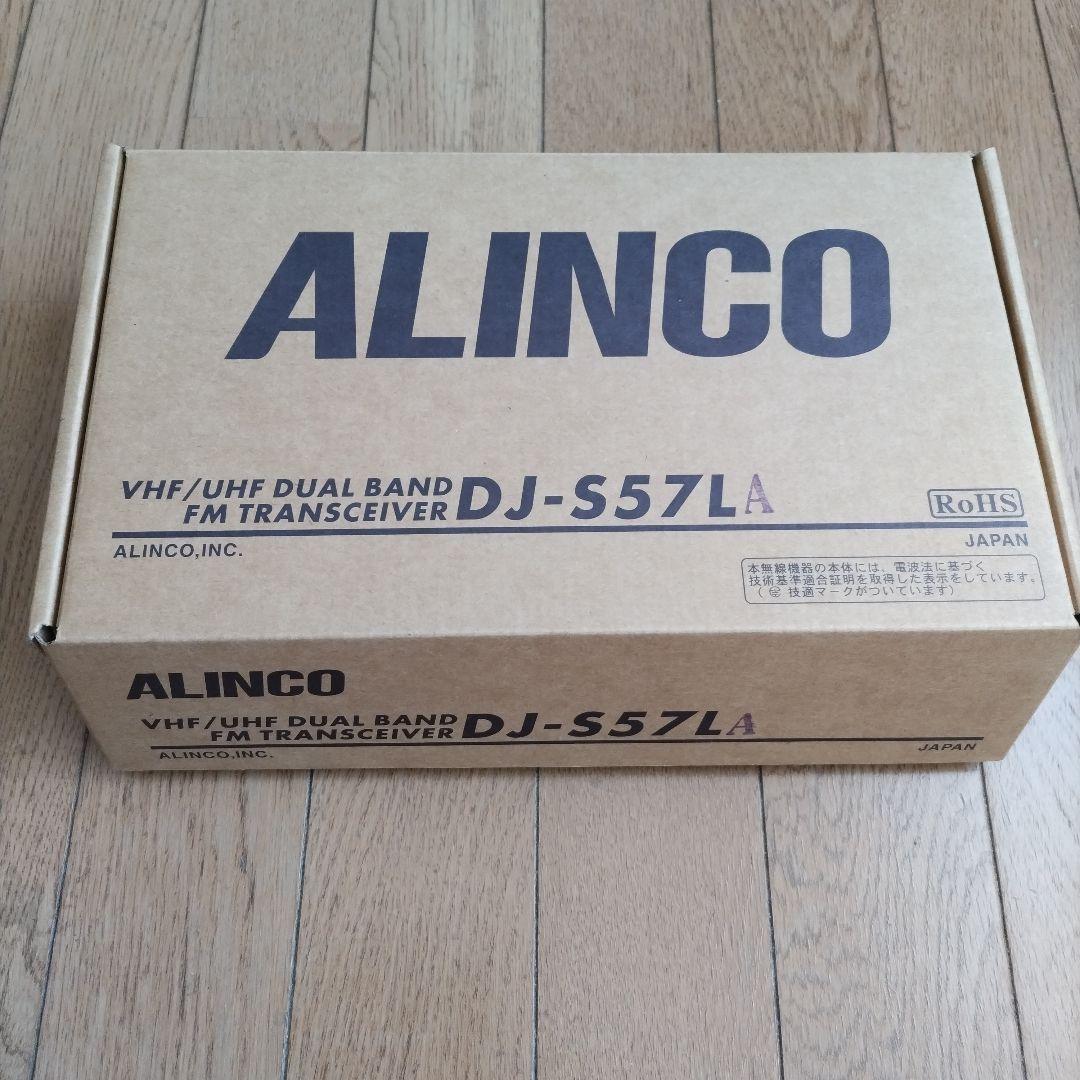 ALINCO
VHF/UHF DUAL BAND
FM TRANSCEIVER DJ-S57LA
RoHS
ALINCO,INC.
JAPAN
本無線機器の本体には、電波法に基づく
技術基準適合証明を取得した表示をしています。
( 技適マークがついています)
ALINCO
VHF/UHF DUAL BAND
FM TRANSCEIVER DJ-S57LA
ALINCO,INC.
JAPAN